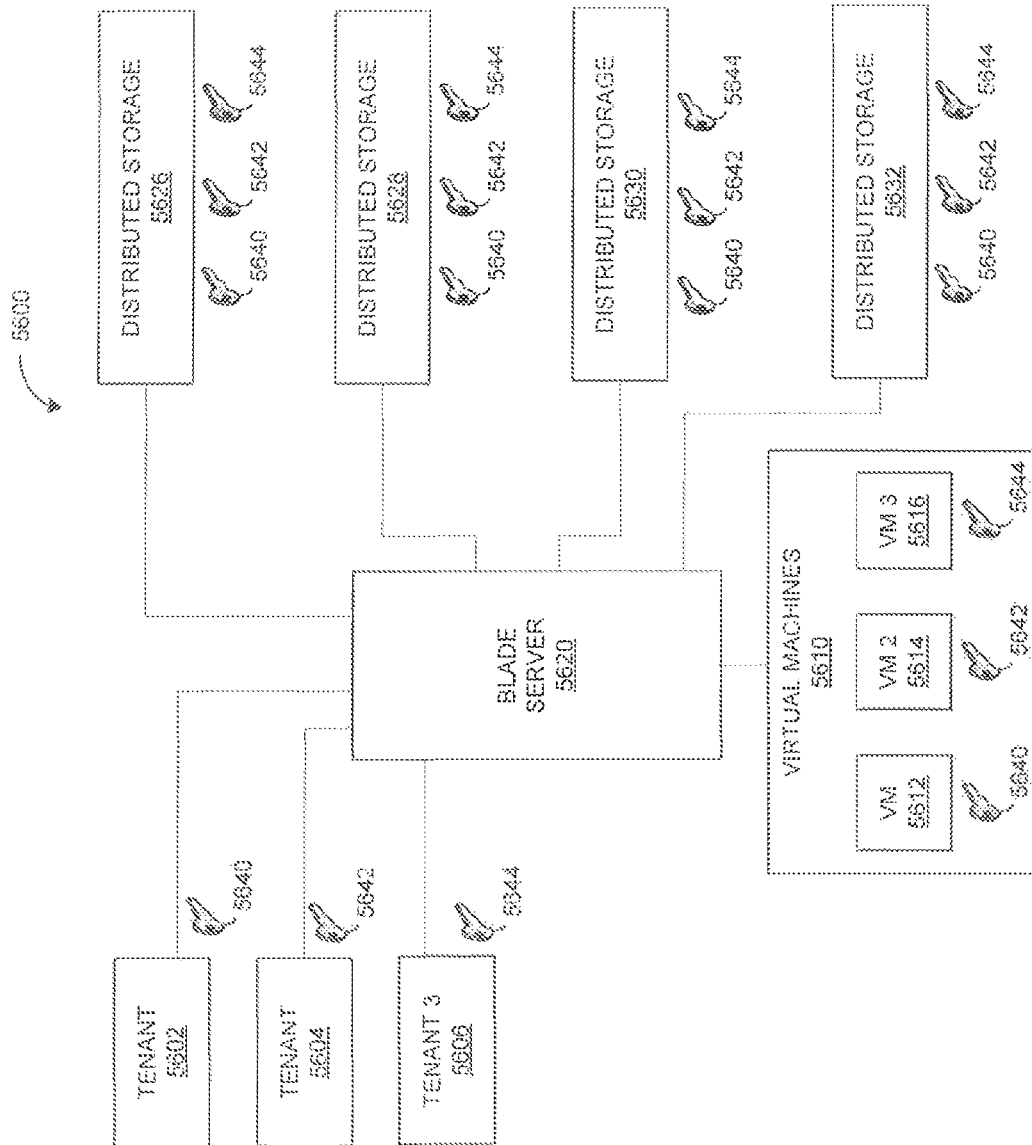 5600
TENANT
5602
5640
TENANT
5604
5642
TENANT 3
5606
5644
BLADE
SERVER
5620
DISTRIBUTED STORAGE
5626
5640
5642
5644
DISTRIBUTED STORAGE
5628
5640
5642
5644
DISTRIBUTED STORAGE
5630
5640
5642
5644
DISTRIBUTED STORAGE
5632
5640
5642
5644
VIRTUAL MACHINES
5610
VM
5612
VM 2
5614
VM 3
5616
5640
5642
5644